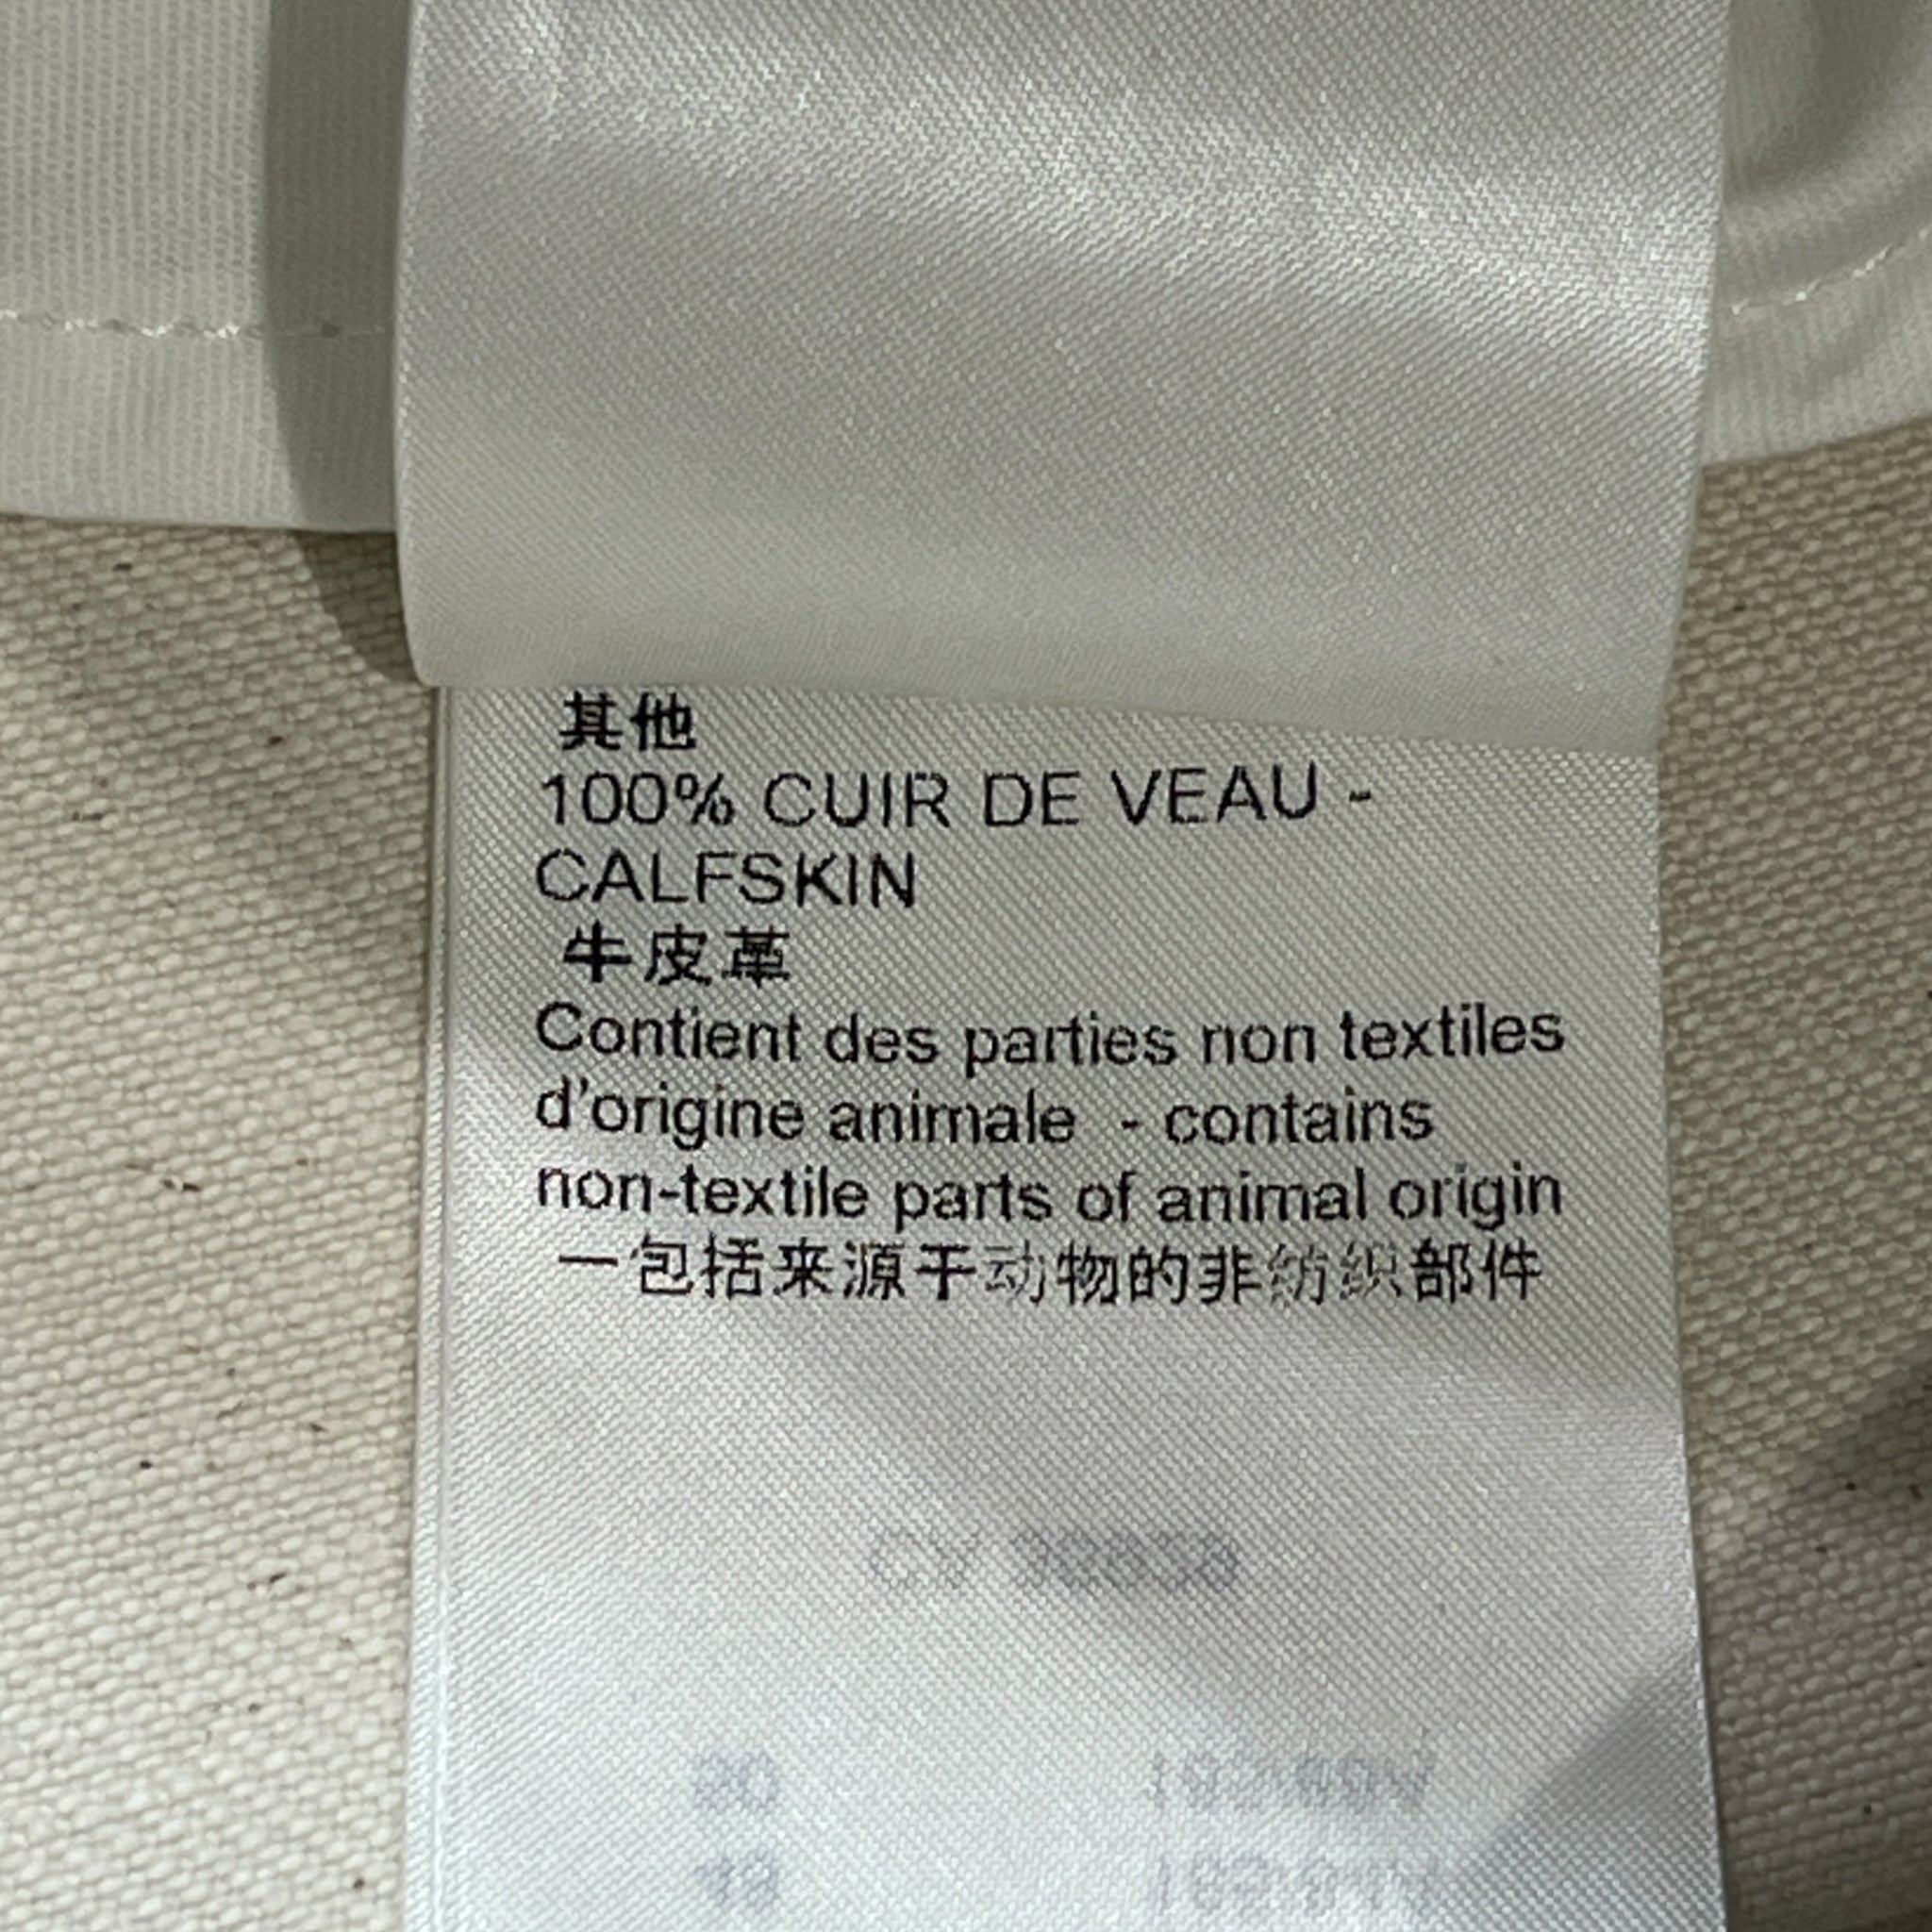 其他
100% CUIR DE VEAU -
CALFSKIN
牛皮革
Contient des parties non textiles
d'origine animale - contains
non-textile parts of animal origin
一包括来源于动物的非纺织部件